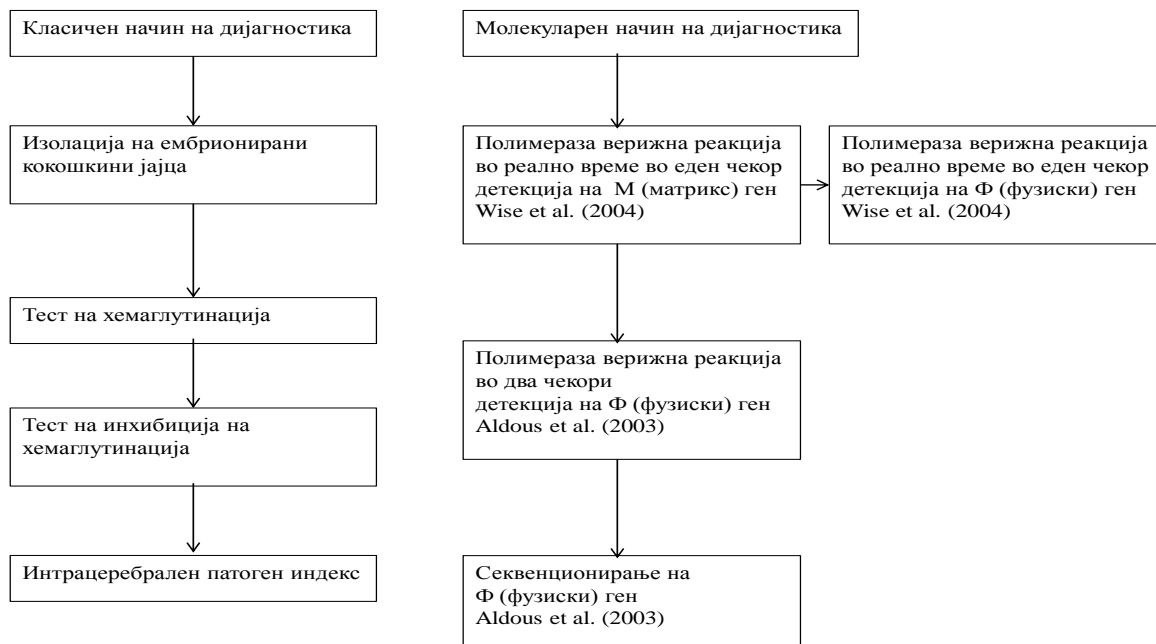 Класичен начин на дијагностика
Изолација на ембрионирани
кокошкини јајца
Тест на хемаглутинација
Тест на инхибиција на
хемаглутинација
Интрацеребрален патоген индекс
Молекуларен начин на дијагностика
Полимераза верижна реакција
во реално време во еден чекор
детекција на М (матрикс) ген
Wise et al. (2004)
Полимераза верижна реакција
во реално време во еден чекор
детекција на Ф (фузиски) ген
Wise et al. (2004)
Полимераза верижна реакција
во два чекори
детекција на Ф (фузиски) ген
Aldous et al. (2003)
Секвенционирање на
Ф (фузиски) ген
Aldous et al. (2003)